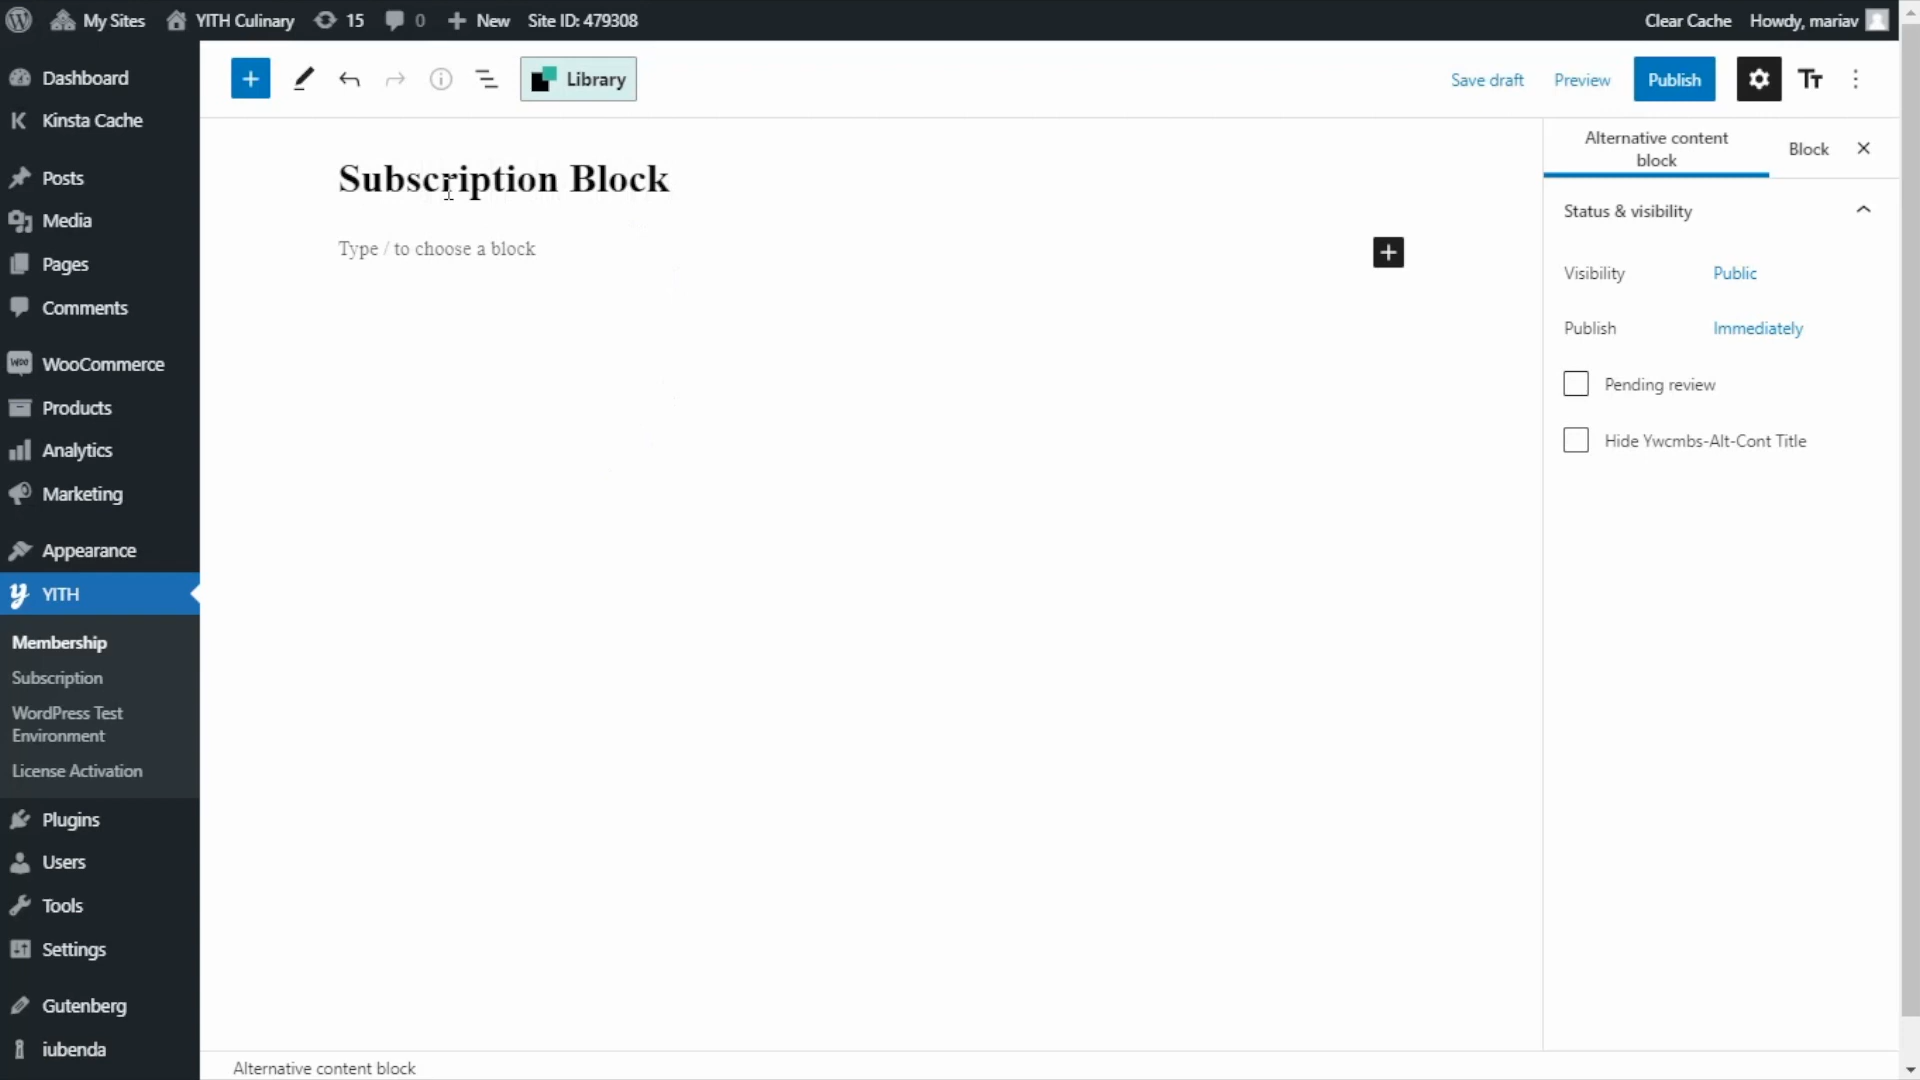 My Sites YITH Culinary 15 0 New Site ID: 479308 Clear Cache Howdy, mariav
Dashboard
Kinsta Cache
Posts
Media
Pages
Comments
WooCommerce
Products
Analytics
Marketing
Appearance
YITH
Membership
Subscription
WordPress Test
Environment
License Activation
Plugins
Users
Tools
Settings
Gutenberg
iubenda
Library
Save draft Preview Publish
Subscription Block
Type / to choose a block
Alternative content
block
Block
Status & visibility
Visibility Public
Publish Immediately
Pending review
Hide Ywcmbs-Alt-Cont Title
Alternative content block